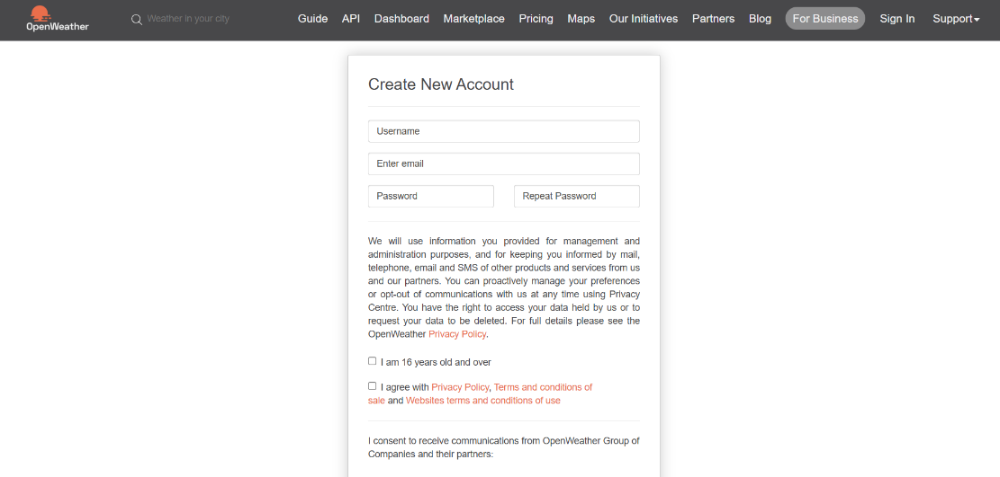 OpenWeather
Weather in your city
Guide API Dashboard Marketplace Pricing Maps Our Initiatives Partners Blog For Business Sign In Support
Create New Account
Username
Enter email
Password Repeat Password
We will use information you provided for management and
administration purposes, and for keeping you informed by mail,
telephone, email and SMS of other products and services from us
and our partners. You can proactively manage your preferences
or opt-out of communications with us at any time using Privacy
Centre. You have the right to access your data held by us or to
request your data to be deleted. For full details please see the
OpenWeather Privacy Policy.
I am 16 years old and over
I agree with Privacy Policy, Terms and conditions of
sale and Websites terms and conditions of use
I consent to receive communications from OpenWeather Group of
Companies and their partners: